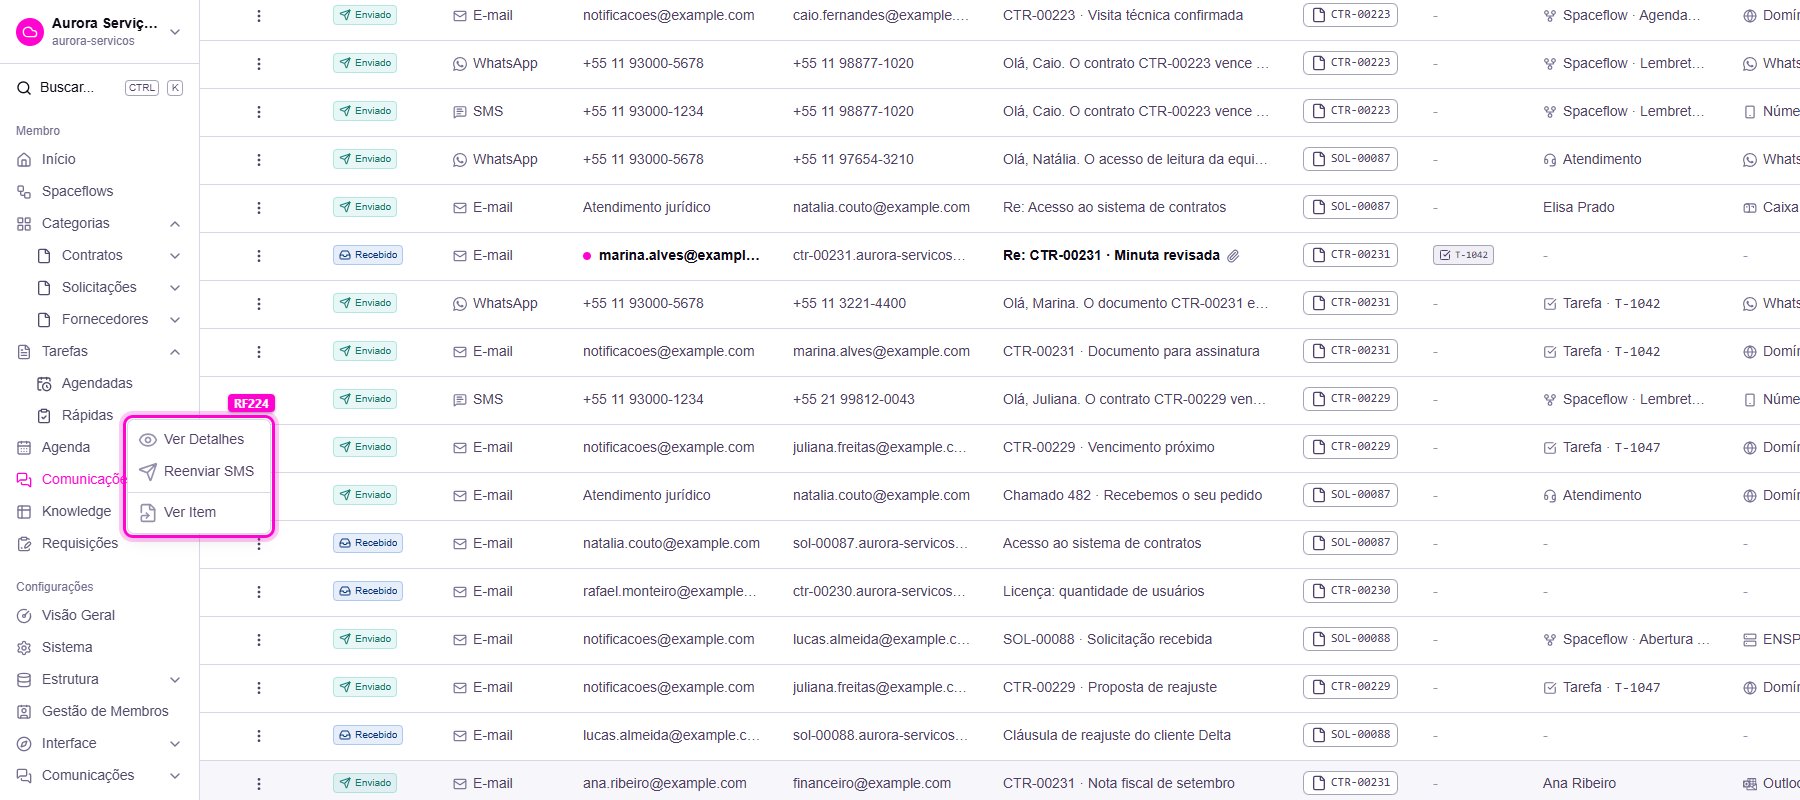 Aurora Serviç...
aurora-servicos
Buscar... CTRL K
Membro
Início
Spaceflows
Categorias
Contratos
Solicitações
Fornecedores
Tarefas
Agendadas
Rápidas
Agenda
Comunicaçõe
Knowledge
Requisições
Configurações
Visão Geral
Sistema
Estrutura
Gestão de Membros
Interface
Comunicações
RF224
Ver Detalhes
Reenviar SMS
Ver Item
Enviado E-mail notificacoes@example.com caio.fernandes@example.... CTR-00223 · Visita técnica confirmada CTR-00223 - Spaceflow · Agenda... Domír
Enviado WhatsApp +55 11 93000-5678 +55 11 98877-1020 Olá, Caio. O contrato CTR-00223 vence ... CTR-00223 - Spaceflow · Lembret... Whats
Enviado SMS +55 11 93000-1234 +55 11 98877-1020 Olá, Caio. O contrato CTR-00223 vence ... CTR-00223 - Spaceflow · Lembret... Núme
Enviado WhatsApp +55 11 93000-5678 +55 11 97654-3210 Olá, Natália. O acesso de leitura da equi... SOL-00087 - Atendimento Whats
Enviado E-mail Atendimento jurídico natalia.couto@example.com Re: Acesso ao sistema de contratos SOL-00087 - Elisa Prado Caixa
Recebido E-mail marina.alves@exampl... ctr-00231.aurora-servicos... Re: CTR-00231 · Minuta revisada CTR-00231 T-1042 - -
Enviado WhatsApp +55 11 93000-5678 +55 11 3221-4400 Olá, Marina. O documento CTR-00231 e... CTR-00231 - Tarefa · T-1042 Whats
Enviado E-mail notificacoes@example.com marina.alves@example.com CTR-00231 · Documento para assinatura CTR-00231 - Tarefa · T-1042 Domír
SMS +55 11 93000-1234 +55 21 99812-0043 Olá, Juliana. O contrato CTR-00229 ven... CTR-00229 - Spaceflow · Lembret... Núme
Enviado
Enviado E-mail notificacoes@example.com juliana.freitas@example.c... CTR-00229 · Vencimento próximo CTR-00229 - Tarefa · T-1047 Domír
Enviado E-mail Atendimento jurídico natalia.couto@example.com Chamado 482 · Recebemos o seu pedido SOL-00087 - Atendimento Domír
Recebido E-mail natalia.couto@example.com sol-00087.aurora-servicos... Acesso ao sistema de contratos SOL-00087 - - -
Recebido E-mail rafael.monteiro@example... ctr-00230.aurora-servicos... Licença: quantidade de usuários CTR-00230 - - -
Enviado E-mail notificacoes@example.com lucas.almeida@example.c... SOL-00088 · Solicitação recebida SOL-00088 - Spaceflow · Abertura ... ENSP
Enviado E-mail notificacoes@example.com juliana.freitas@example.c... CTR-00229 · Proposta de reajuste CTR-00229 - Tarefa · T-1047 Domír
Recebido E-mail lucas.almeida@example.c... sol-00088.aurora-servicos... Cláusula de reajuste do cliente Delta SOL-00088 - - -
Enviado E-mail ana.ribeiro@example.com financeiro@example.com CTR-00231 · Nota fiscal de setembro CTR-00231 - Ana Ribeiro Outloo